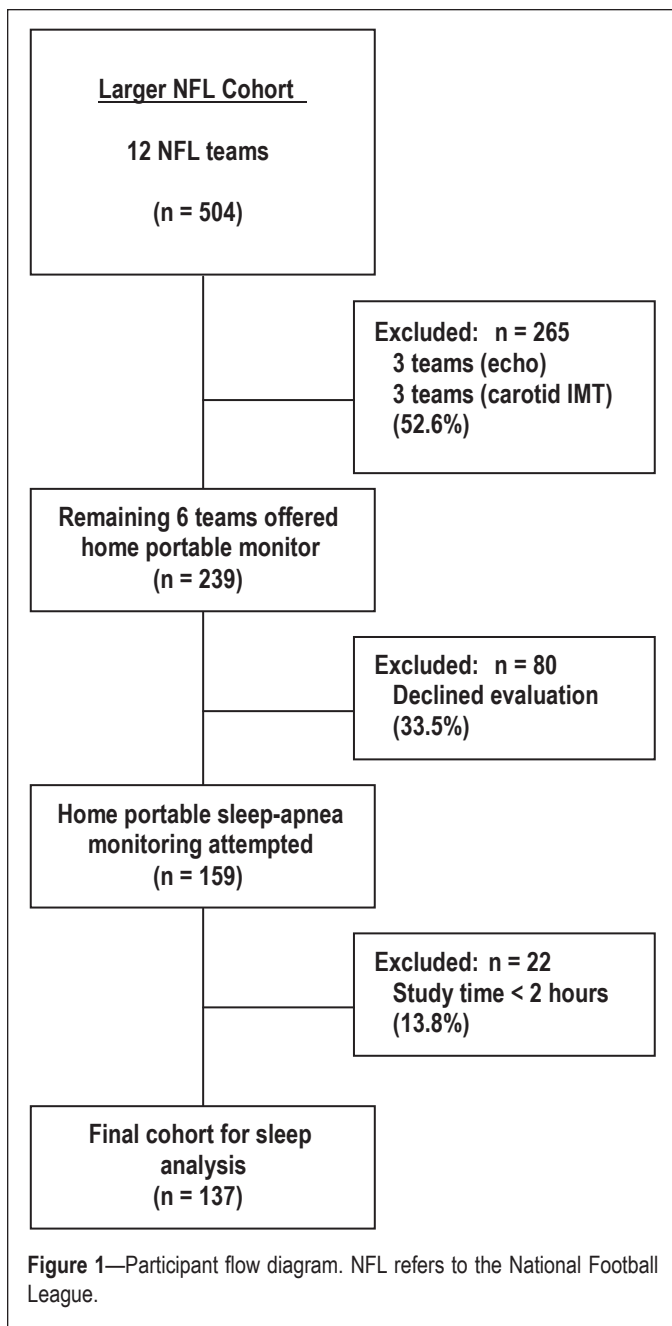 Larger NFL Cohort
12 NFL teams
(n = 504)
Excluded: n = 265
3 teams (echo)
3 teams (carotid IMT)
(52.6%)
Remaining 6 teams offered
home portable monitor
(n = 239)
Excluded: n = 80
Declined evaluation
(33.5%)
Home portable sleep-apnea
monitoring attempted
(n = 159)
Excluded: n = 22
Study time < 2 hours
(13.8%)
Final cohort for sleep
analysis
(n = 137)
Figure 1—Participant flow diagram. NFL refers to the National Football
League.